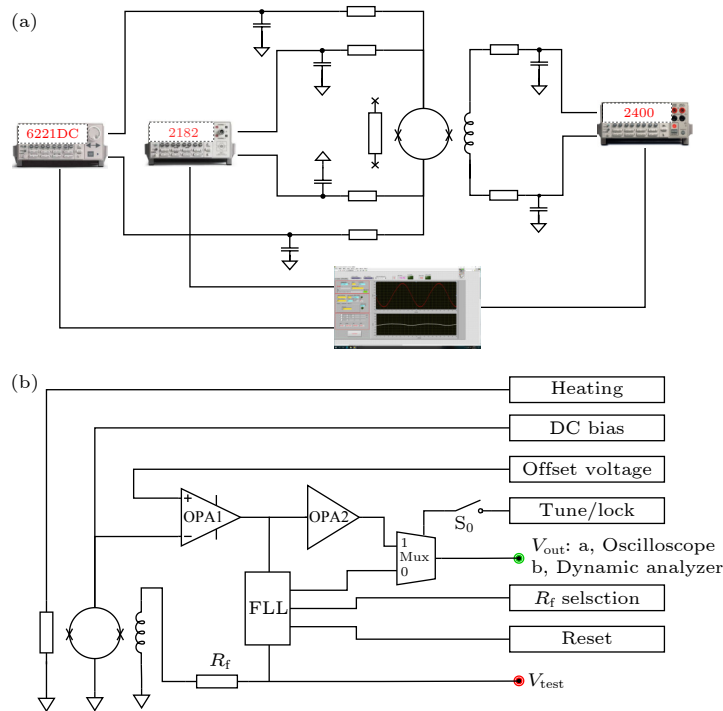 (a)
6221DC
2182
2400
(b)
Heating
DC bias
Offset voltage
+
OPA1
−
OPA2
Tune/lock
S0
1
Mux
0
Vout: a, Oscilloscope
b, Dynamic analyzer
FLL
Rf selsction
Reset
Rf
Vtest